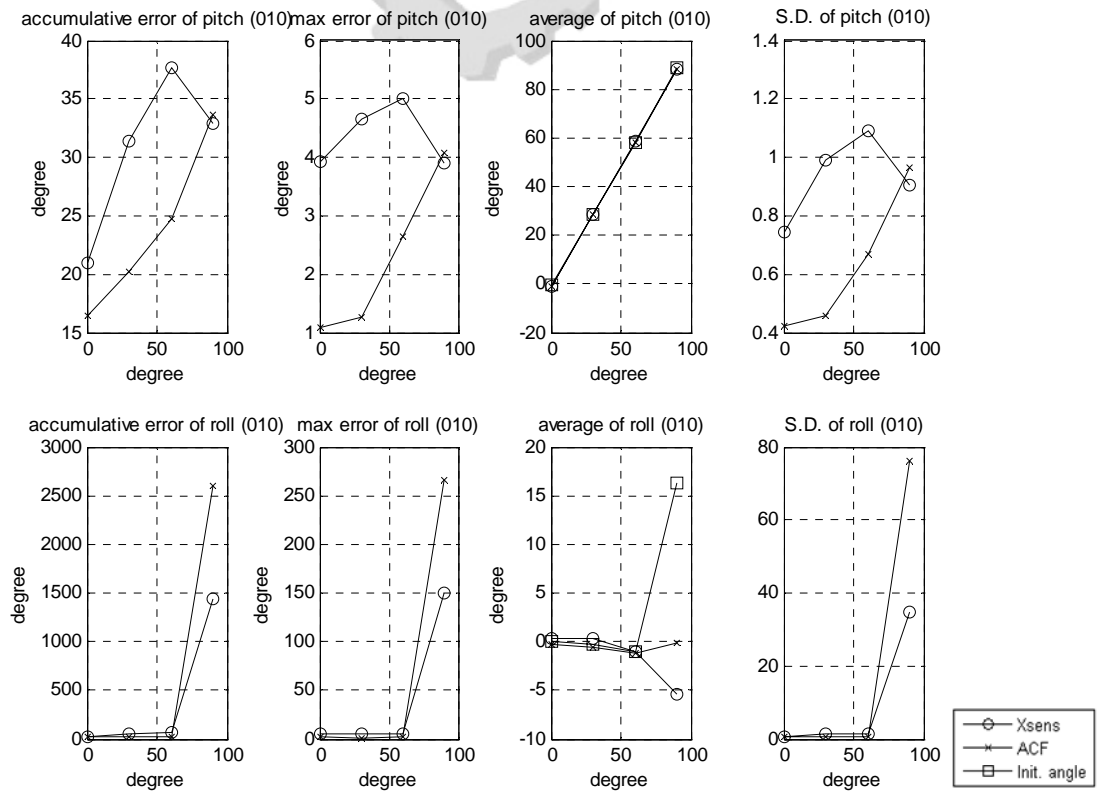 accumulative error of pitch (010)
max error of pitch (010)
average of pitch (010)
S.D. of pitch (010)
40
35
30
25
20
15
degree
0 50 100
degree
6
5
4
3
2
1
degree
0 50 100
degree
100
80
60
40
20
0
-20
degree
0 50 100
degree
1.4
1.2
1
0.8
0.6
0.4
0 50 100
degree
accumulative error of roll (010)
max error of roll (010)
average of roll (010)
S.D. of roll (010)
3000
2500
2000
1500
1000
500
0
degree
0 50 100
degree
300
250
200
150
100
50
0
degree
0 50 100
degree
20
15
10
5
0
-5
-10
degree
0 50 100
degree
80
60
40
20
0
0 50 100
degree
Xsens
ACF
Init. angle